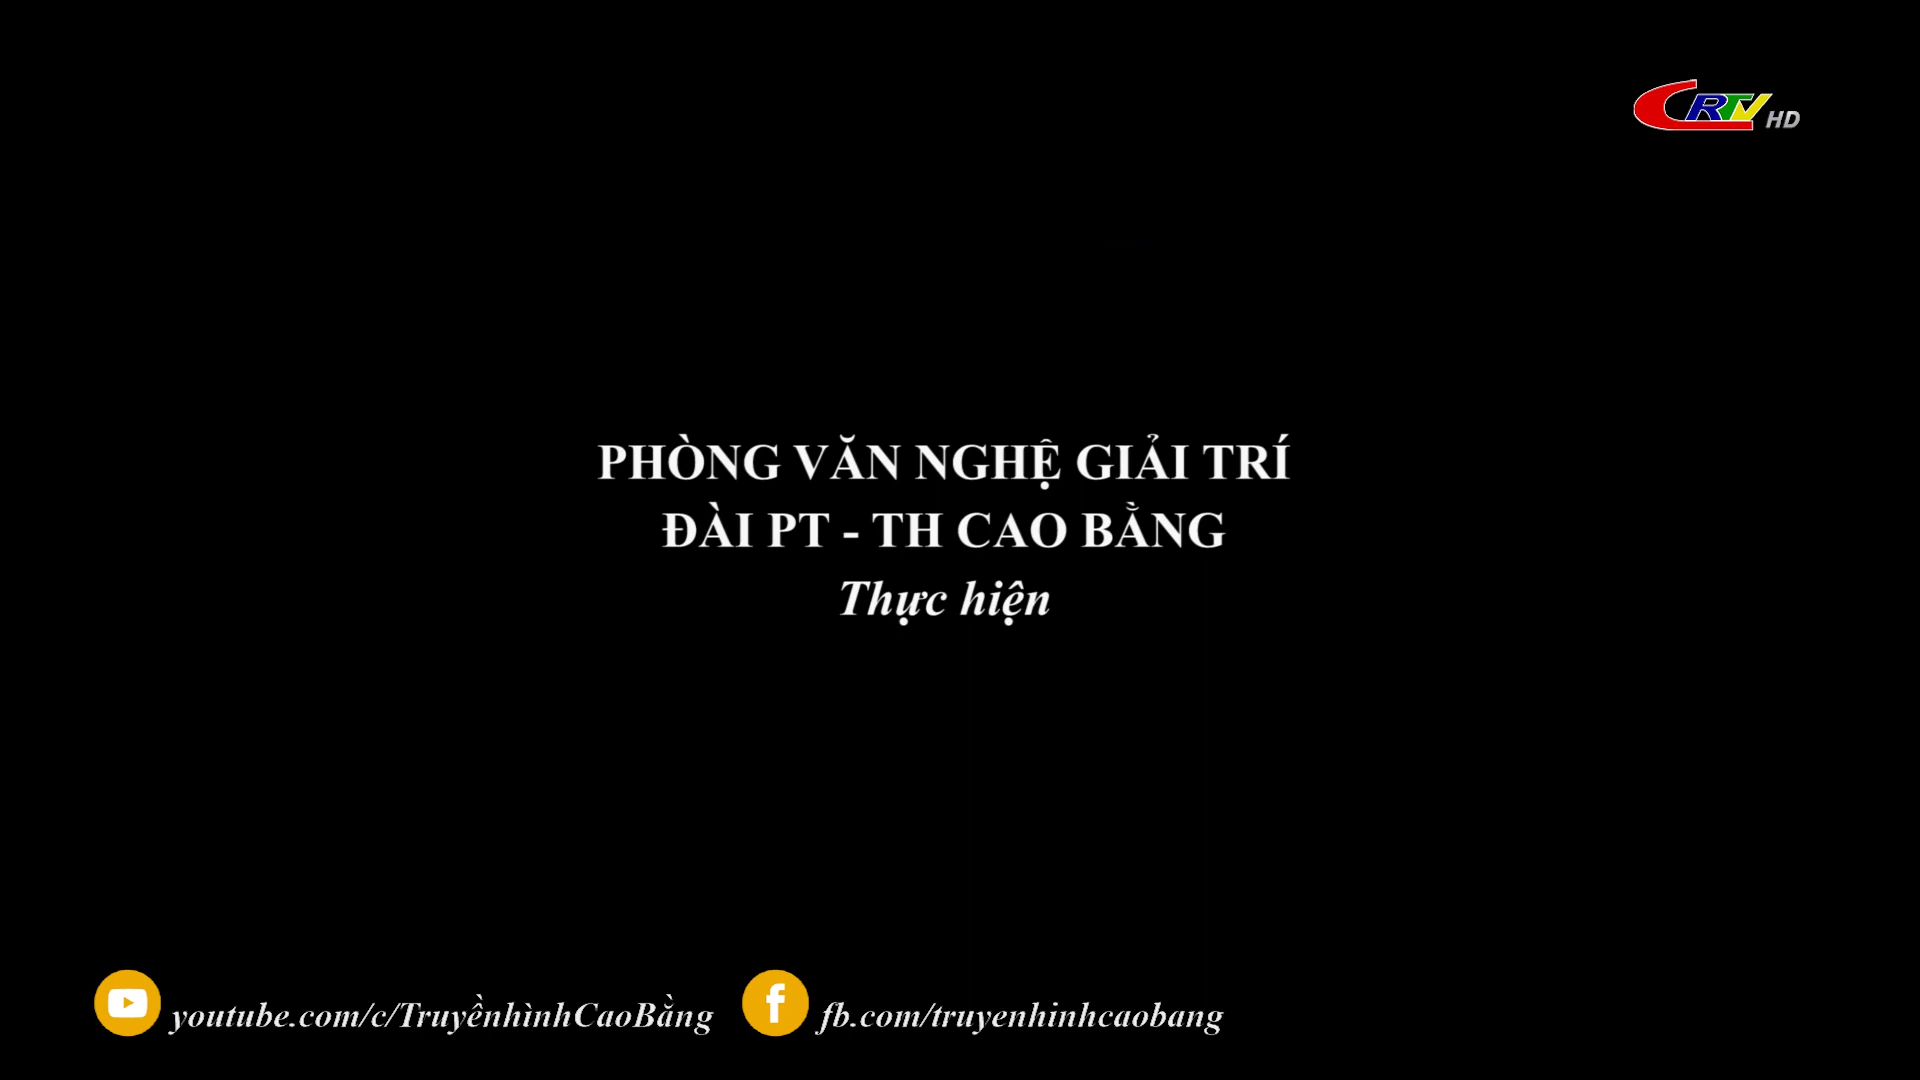 CRTV HD
PHÒNG VĂN NGHỆ GIẢI TRÍ
ĐÀI PT - TH CAO BẰNG
Thực hiện
youtube.com/c/TruyềnhìnhCaoBằng
fb.com/truyenhinhcaobang